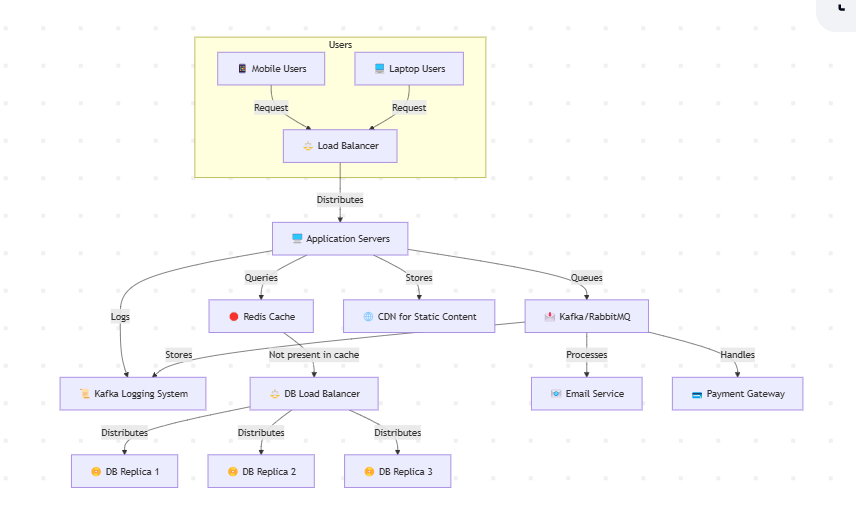 Users
Mobile Users
Laptop Users
Request
Request
Load Balancer
Distributes
Application Servers
Queries
Stores
Queues
Logs
Redis Cache
CDN for Static Content
Kafka/RabbitMQ
Stores
Not present in cache
Processes
Handles
Kafka Logging System
DB Load Balancer
Email Service
Payment Gateway
Distributes
Distributes
Distributes
DB Replica 1
DB Replica 2
DB Replica 3